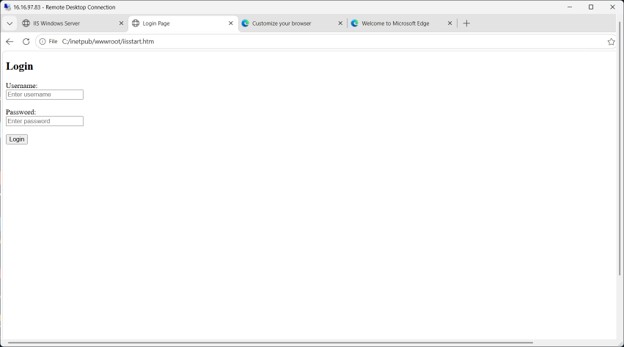 16.16.97.83 - Remote Desktop Connection
IIS Windows Server
Login Page
Customize your browser
Welcome to Microsoft Edge
File
C:/inetpub/wwwroot/iisstart.htm
Login
Username:
Enter username
Password:
Enter password
Login